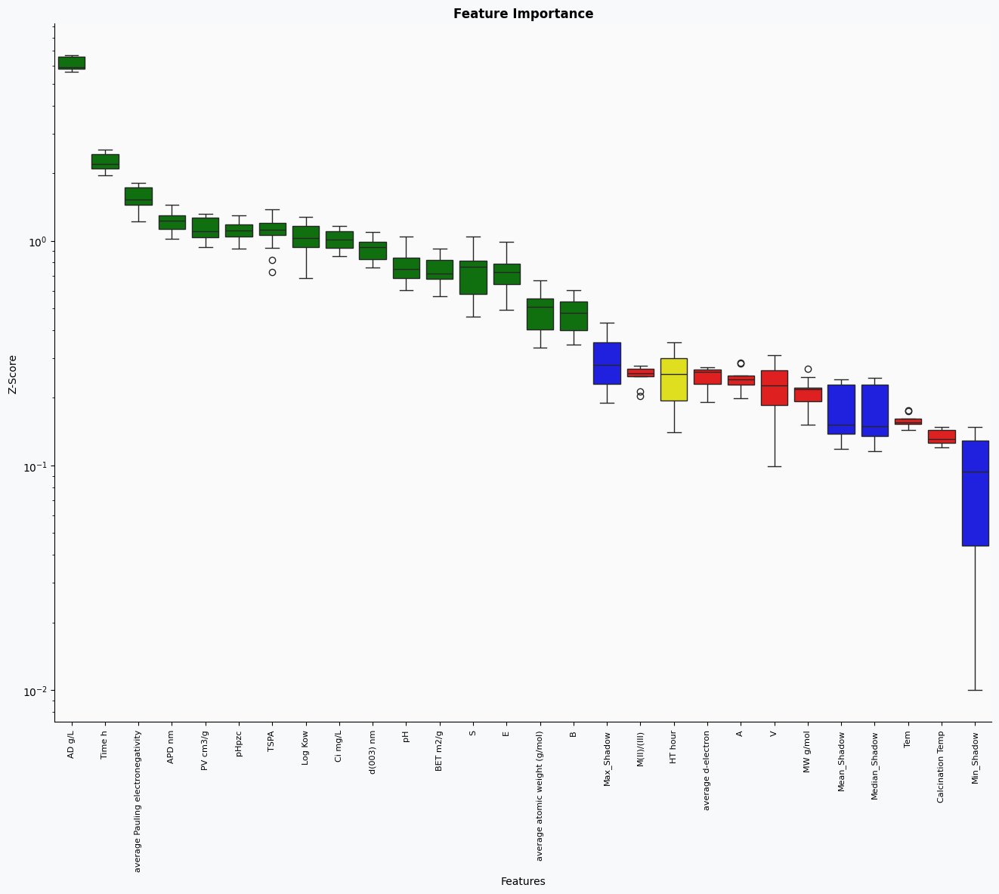 Feature Importance
Z-Score
10⁰
10⁻¹
10⁻²
AD g/L
Time h
average Pauling electronegativity
APD nm
PV cm3/g
pHpzc
TSPA
Log Kow
Ci mg/L
d(003) nm
pH
BET m2/g
S
E
average atomic weight (g/mol)
B
Max_Shadow
M(II)/(III)
HT hour
average d-electron
A
V
MW g/mol
Mean_Shadow
Median_Shadow
Tem
Calcination Temp
Min_Shadow
Features